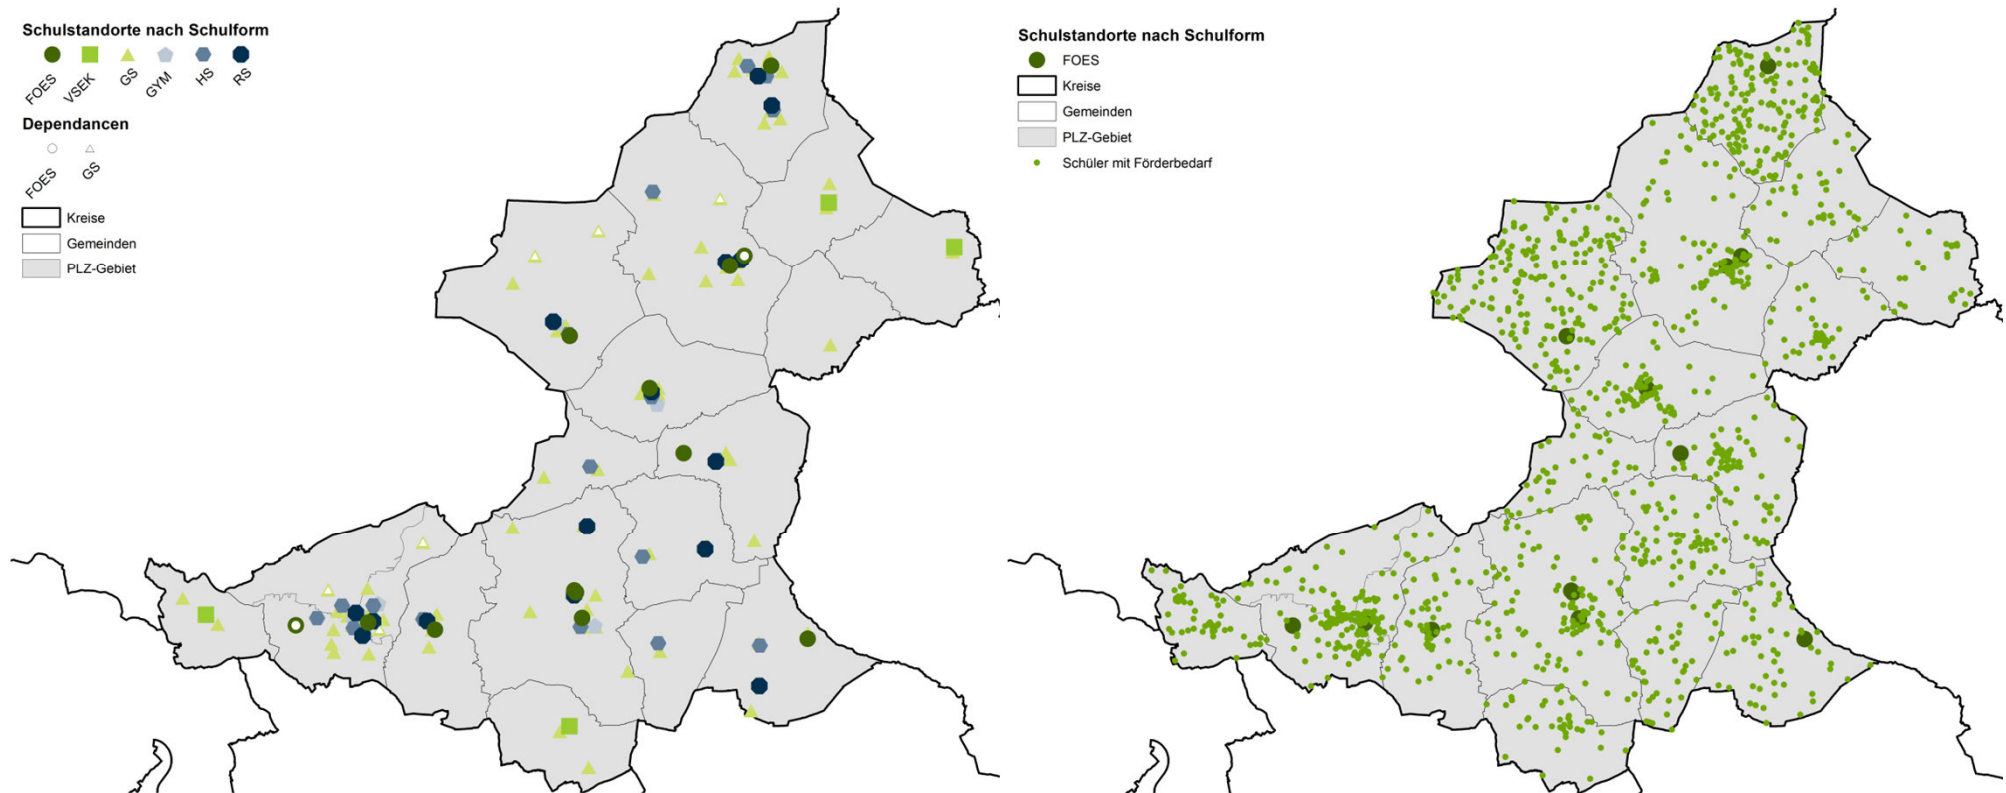 Schulstandorte nach Schulform
FOES
VSEK
GS
GYM
HS
RS
Dependancen
FOES
GS
Kreise
Gemeinden
PLZ-Gebiet
Schulstandorte nach Schulform
FOES
Kreise
Gemeinden
PLZ-Gebiet
Schüler mit Förderbedarf